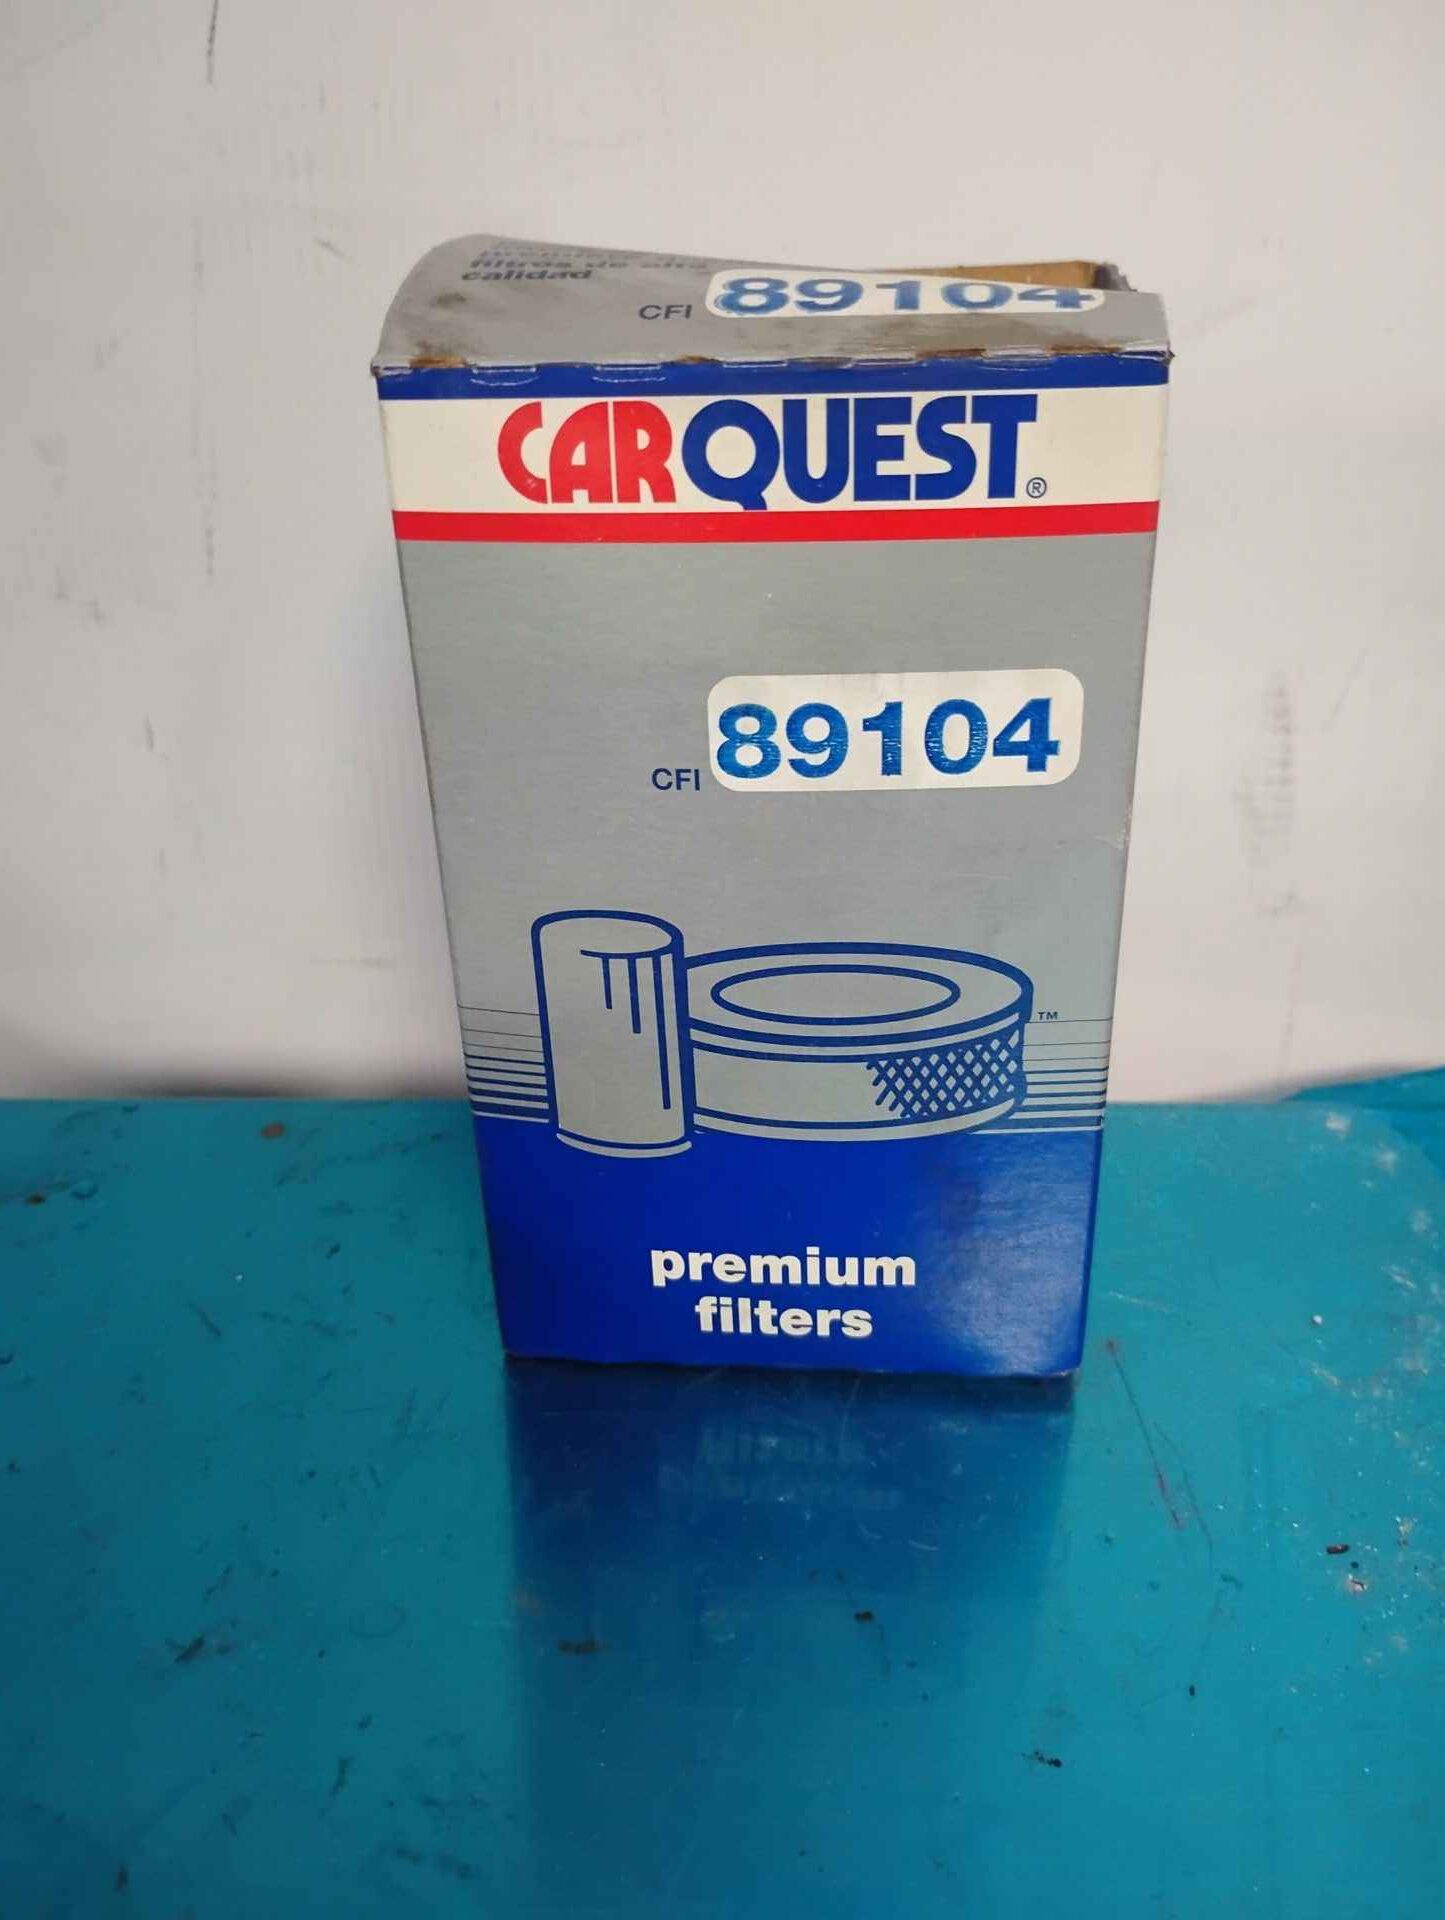 filtros de alta
calidad
CFI 89104
CARQUEST®
CFI 89104
TM
premium
filters